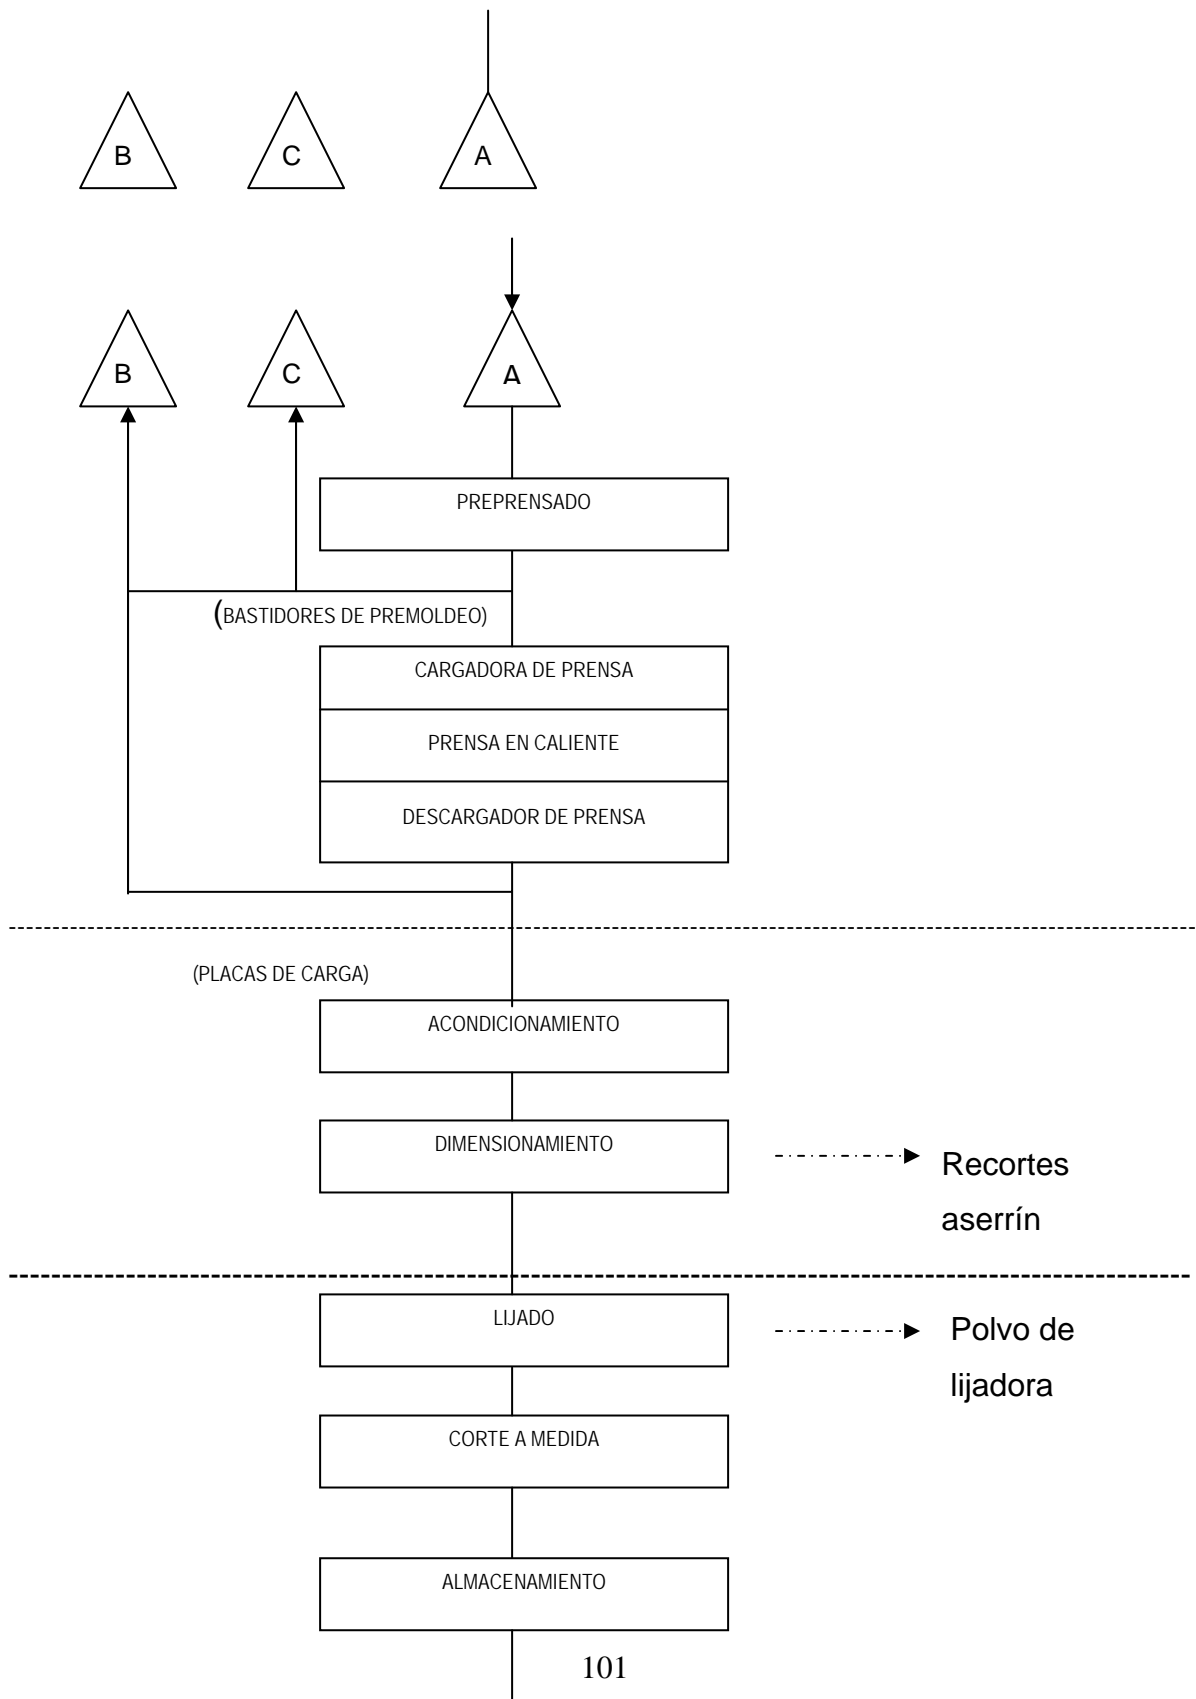 B C A
B C A
PREPRENSADO
(BASTIDORES DE PREMOLDEO)
CARGADORA DE PRENSA
PRENSA EN CALIENTE
DESCARGADOR DE PRENSA
(PLACAS DE CARGA)
ACONDICIONAMIENTO
DIMENSIONAMIENTO
Recortes
aserrín
LIJADO
Polvo de
lijadora
CORTE A MEDIDA
ALMACENAMIENTO
101